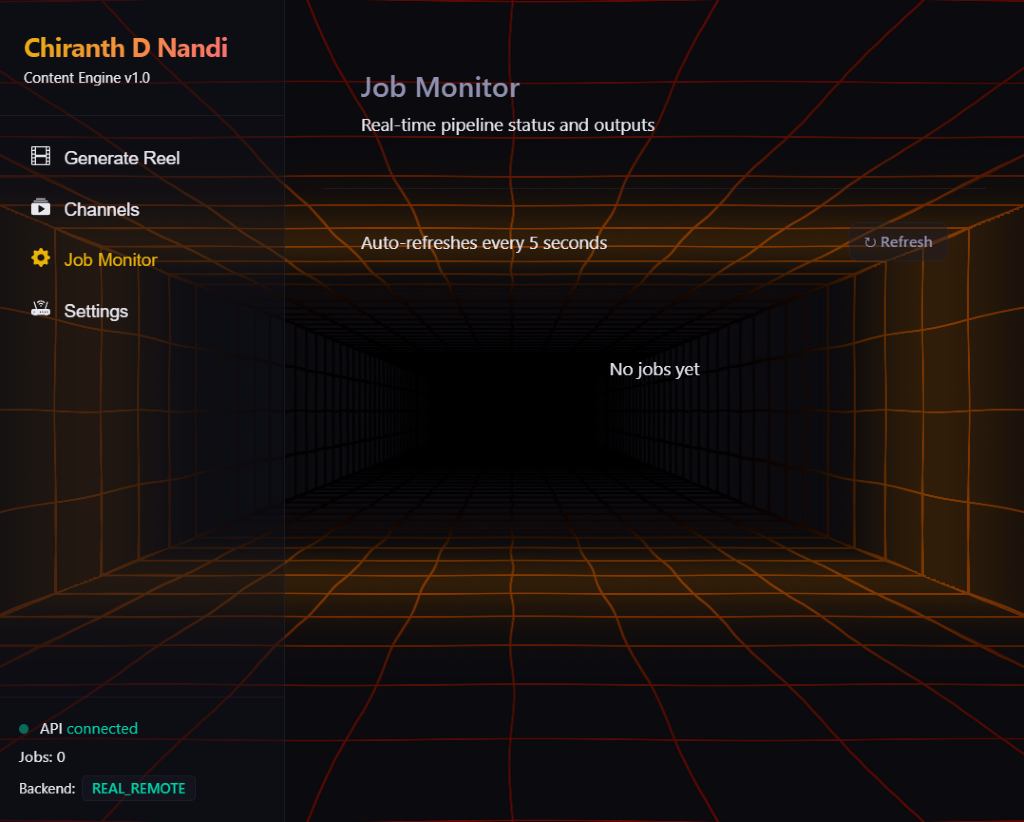 Chiranth D Nandi
Content Engine v1.0
Generate Reel
Channels
Job Monitor
Settings
API connected
Jobs: 0
Backend: REAL_REMOTE
Job Monitor
Real-time pipeline status and outputs
Auto-refreshes every 5 seconds
↻ Refresh
No jobs yet